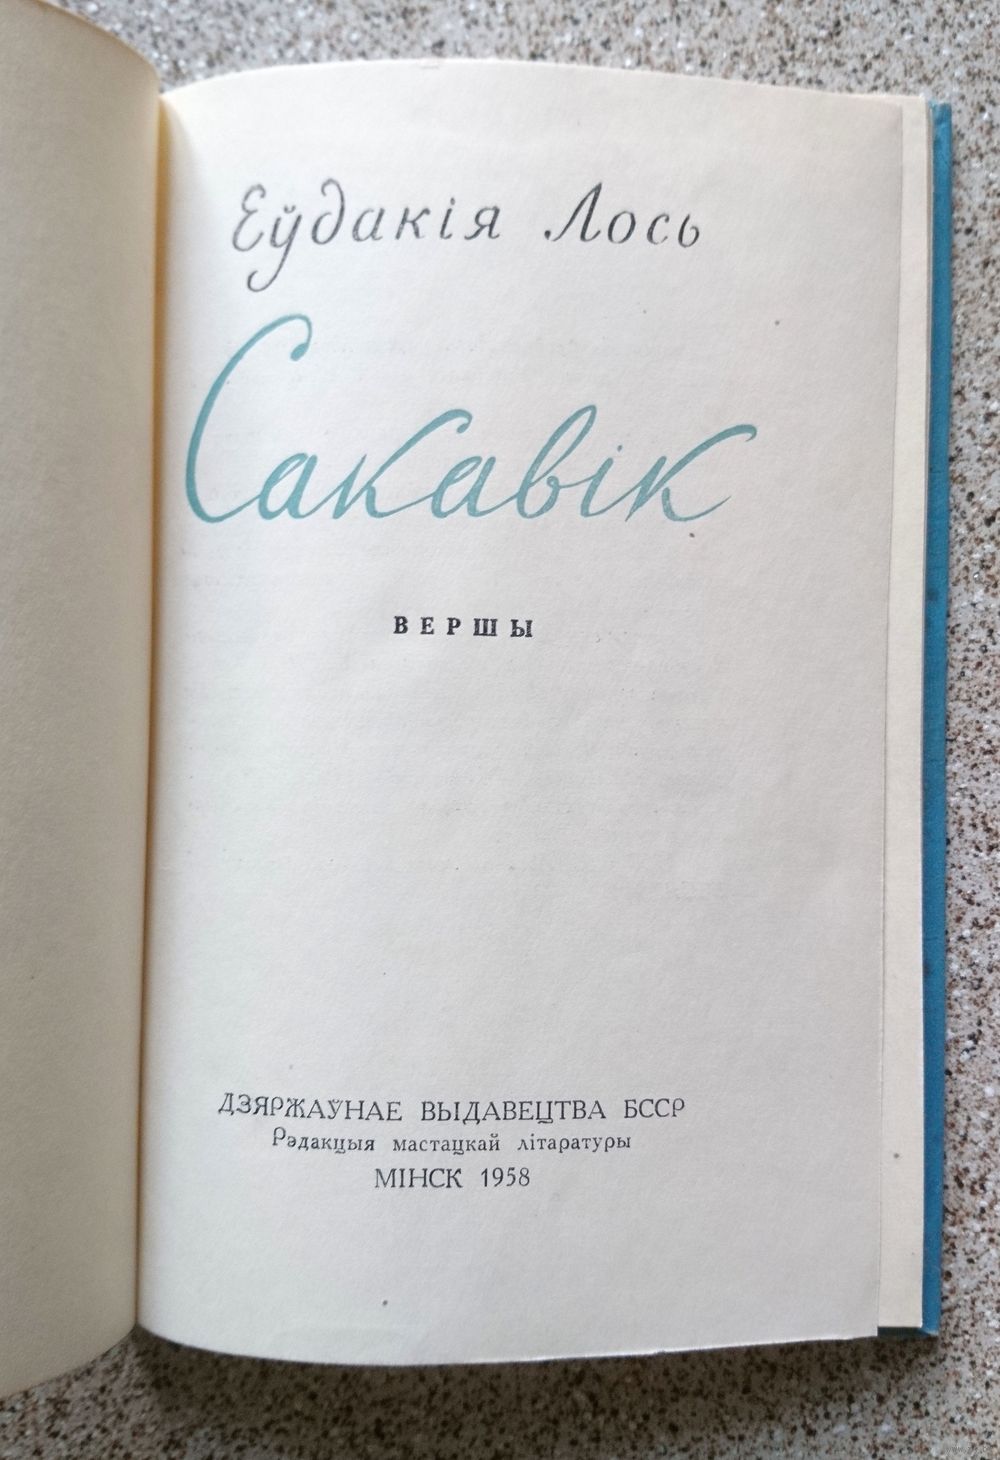 Еўдакія Лось
Сакавік
ВЕРШЫ
ДЗЯРЖАЎНАЕ ВЫДАВЕЦТВА БССР
Рэдакцыя мастацкай літаратуры
МІНСК 1958